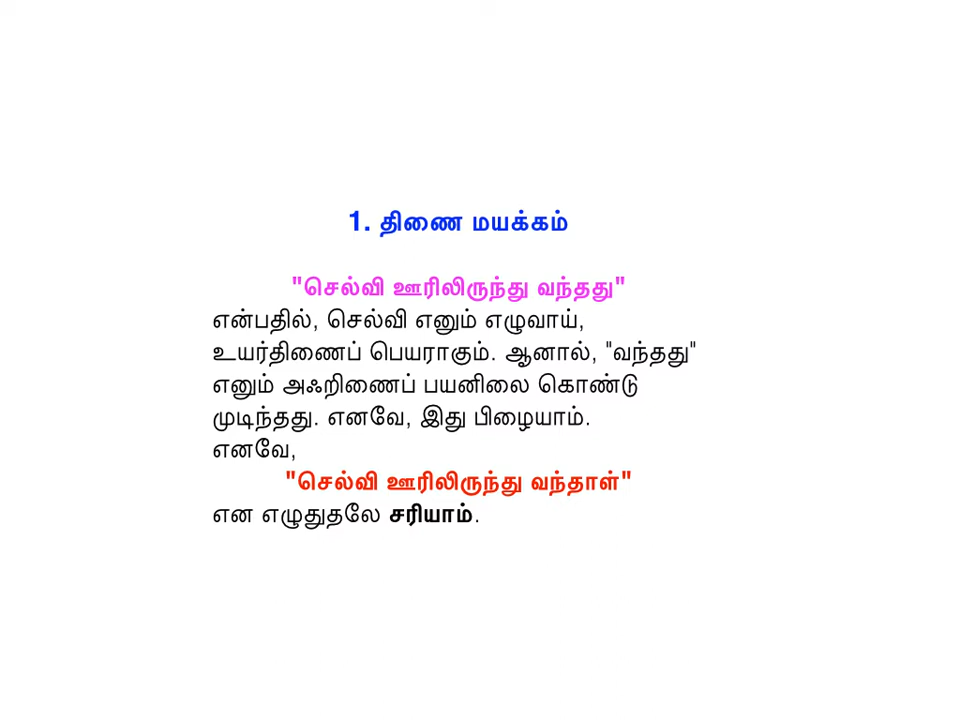 1. திணை மயக்கம்
"செல்வி ஊரிலிருந்து வந்தது"
என்பதில், செல்வி எனும் எழுவாய்,
உயர்திணைப் பெயராகும். ஆனால், "வந்தது"
எனும் அஃறிணைப் பயனிலை கொண்டு
முடிந்தது. எனவே, இது பிழையாம்.
எனவே,
"செல்வி ஊரிலிருந்து வந்தாள்"
என எழுதுதலே சரியாம்.